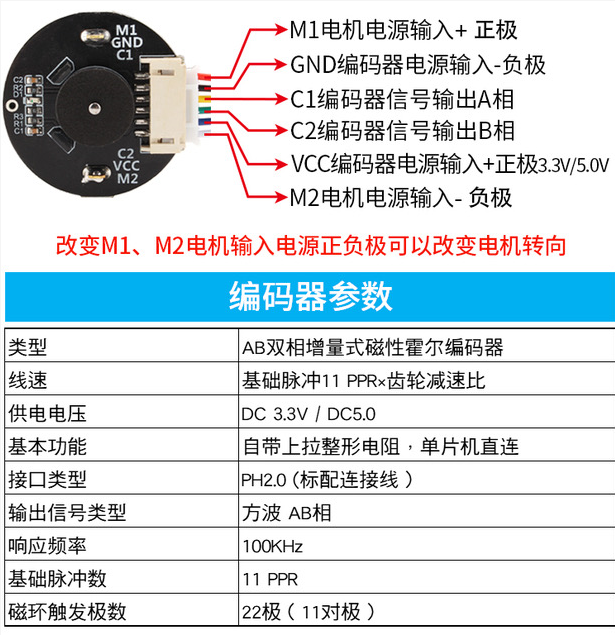 M1
GND
C1
C2
R2
D1
R3
R1
C1
C2
VCC
M2
M1电机电源输入+ 正极
GND编码器电源输入-负极
C1编码器信号输出A相
C2编码器信号输出B相
VCC编码器电源输入+正极3.3V/5.0V
M2电机电源输入- 负极
改变M1、M2电机输入电源正负极可以改变电机转向
编码器参数
类型 AB双相增量式磁性霍尔编码器
线速 基础脉冲11 PPR×齿轮减速比
供电电压 DC 3.3V / DC5.0
基本功能 自带上拉整形电阻，单片机直连
接口类型 PH2.0 (标配连接线 )
输出信号类型 方波 AB相
响应频率 100KHz
基础脉冲数 11 PPR
磁环触发极数 22极 ( 11对极 )